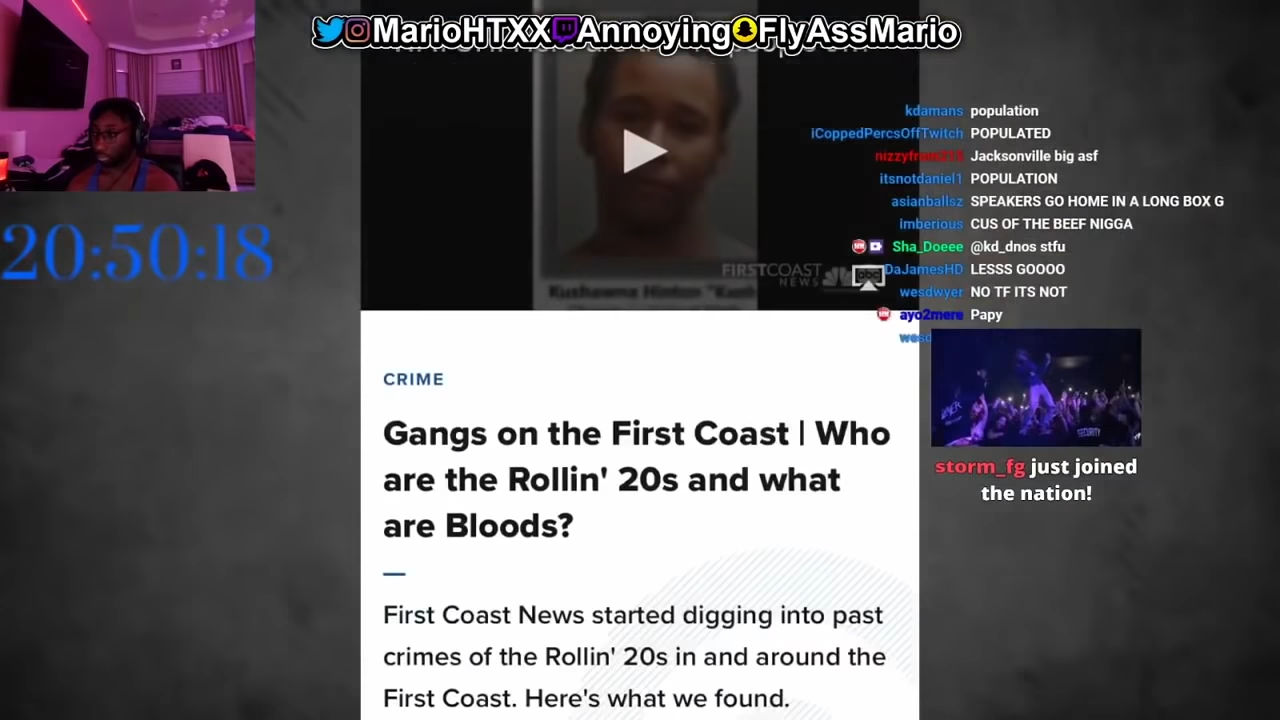 MarioHTXX Annoying FlyAssMario
kdamans population
iCoppedPercsOffTwitch POPULATED
Jacksonville big asf
itsnotdaniel1 POPULATION
asianballsz SPEAKERS GO HOME IN A LONG BOX G
imberious CUS OF THE BEEF NIGGA
Sha_Doeee @kd_dnos stfu
DaJamesHD LESSS GOOOO
wesdwyer NO TF ITS NOT
ayo2mere Papy
20:50:18
FIRSTCOAST
NEWS
abc
CRIME
Gangs on the First Coast | Who
are the Rollin' 20s and what
are Bloods?
First Coast News started digging into past
crimes of the Rollin' 20s in and around the
First Coast. Here's what we found.
SECURITY
storm_fg just joined
the nation!